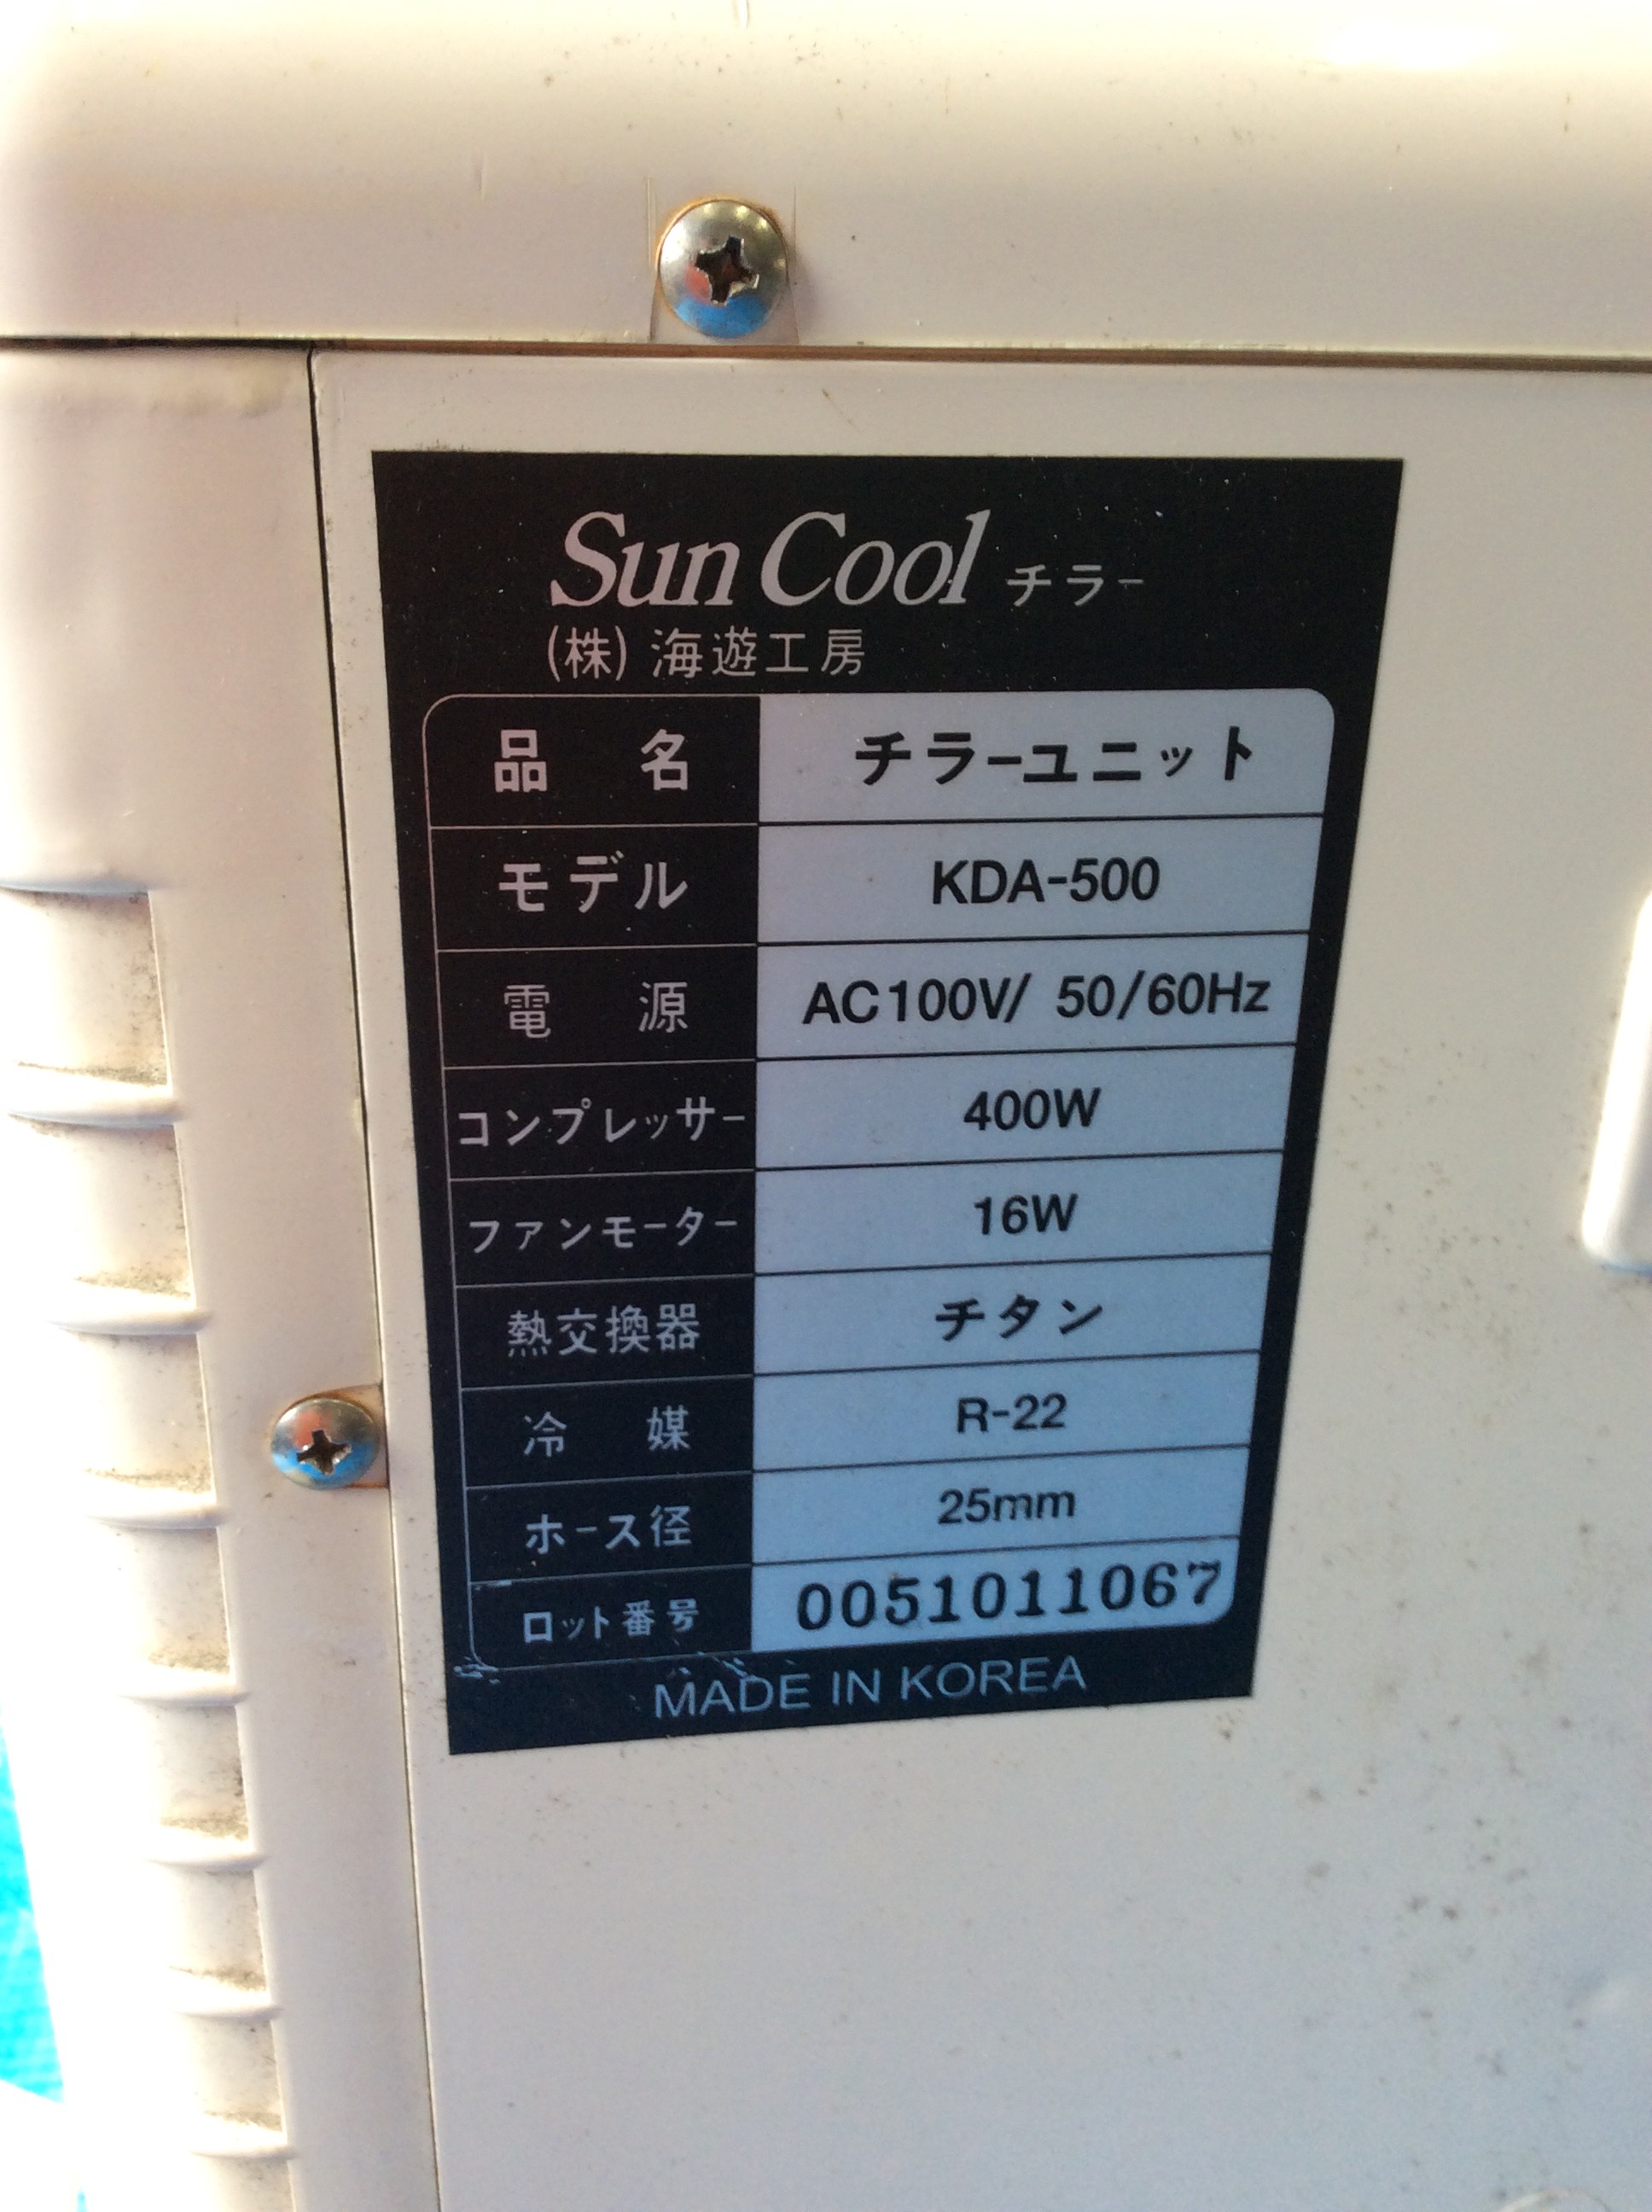 Sun Cool チラー
(株) 海遊工房
品名 チラーユニット
モデル KDA-500
電源 AC100V/ 50/60Hz
コンプレッサー 400W
ファンモーター 16W
熱交換器 チタン
冷媒 R-22
ホース径 25mm
ロット番号 0051011067
MADE IN KOREA